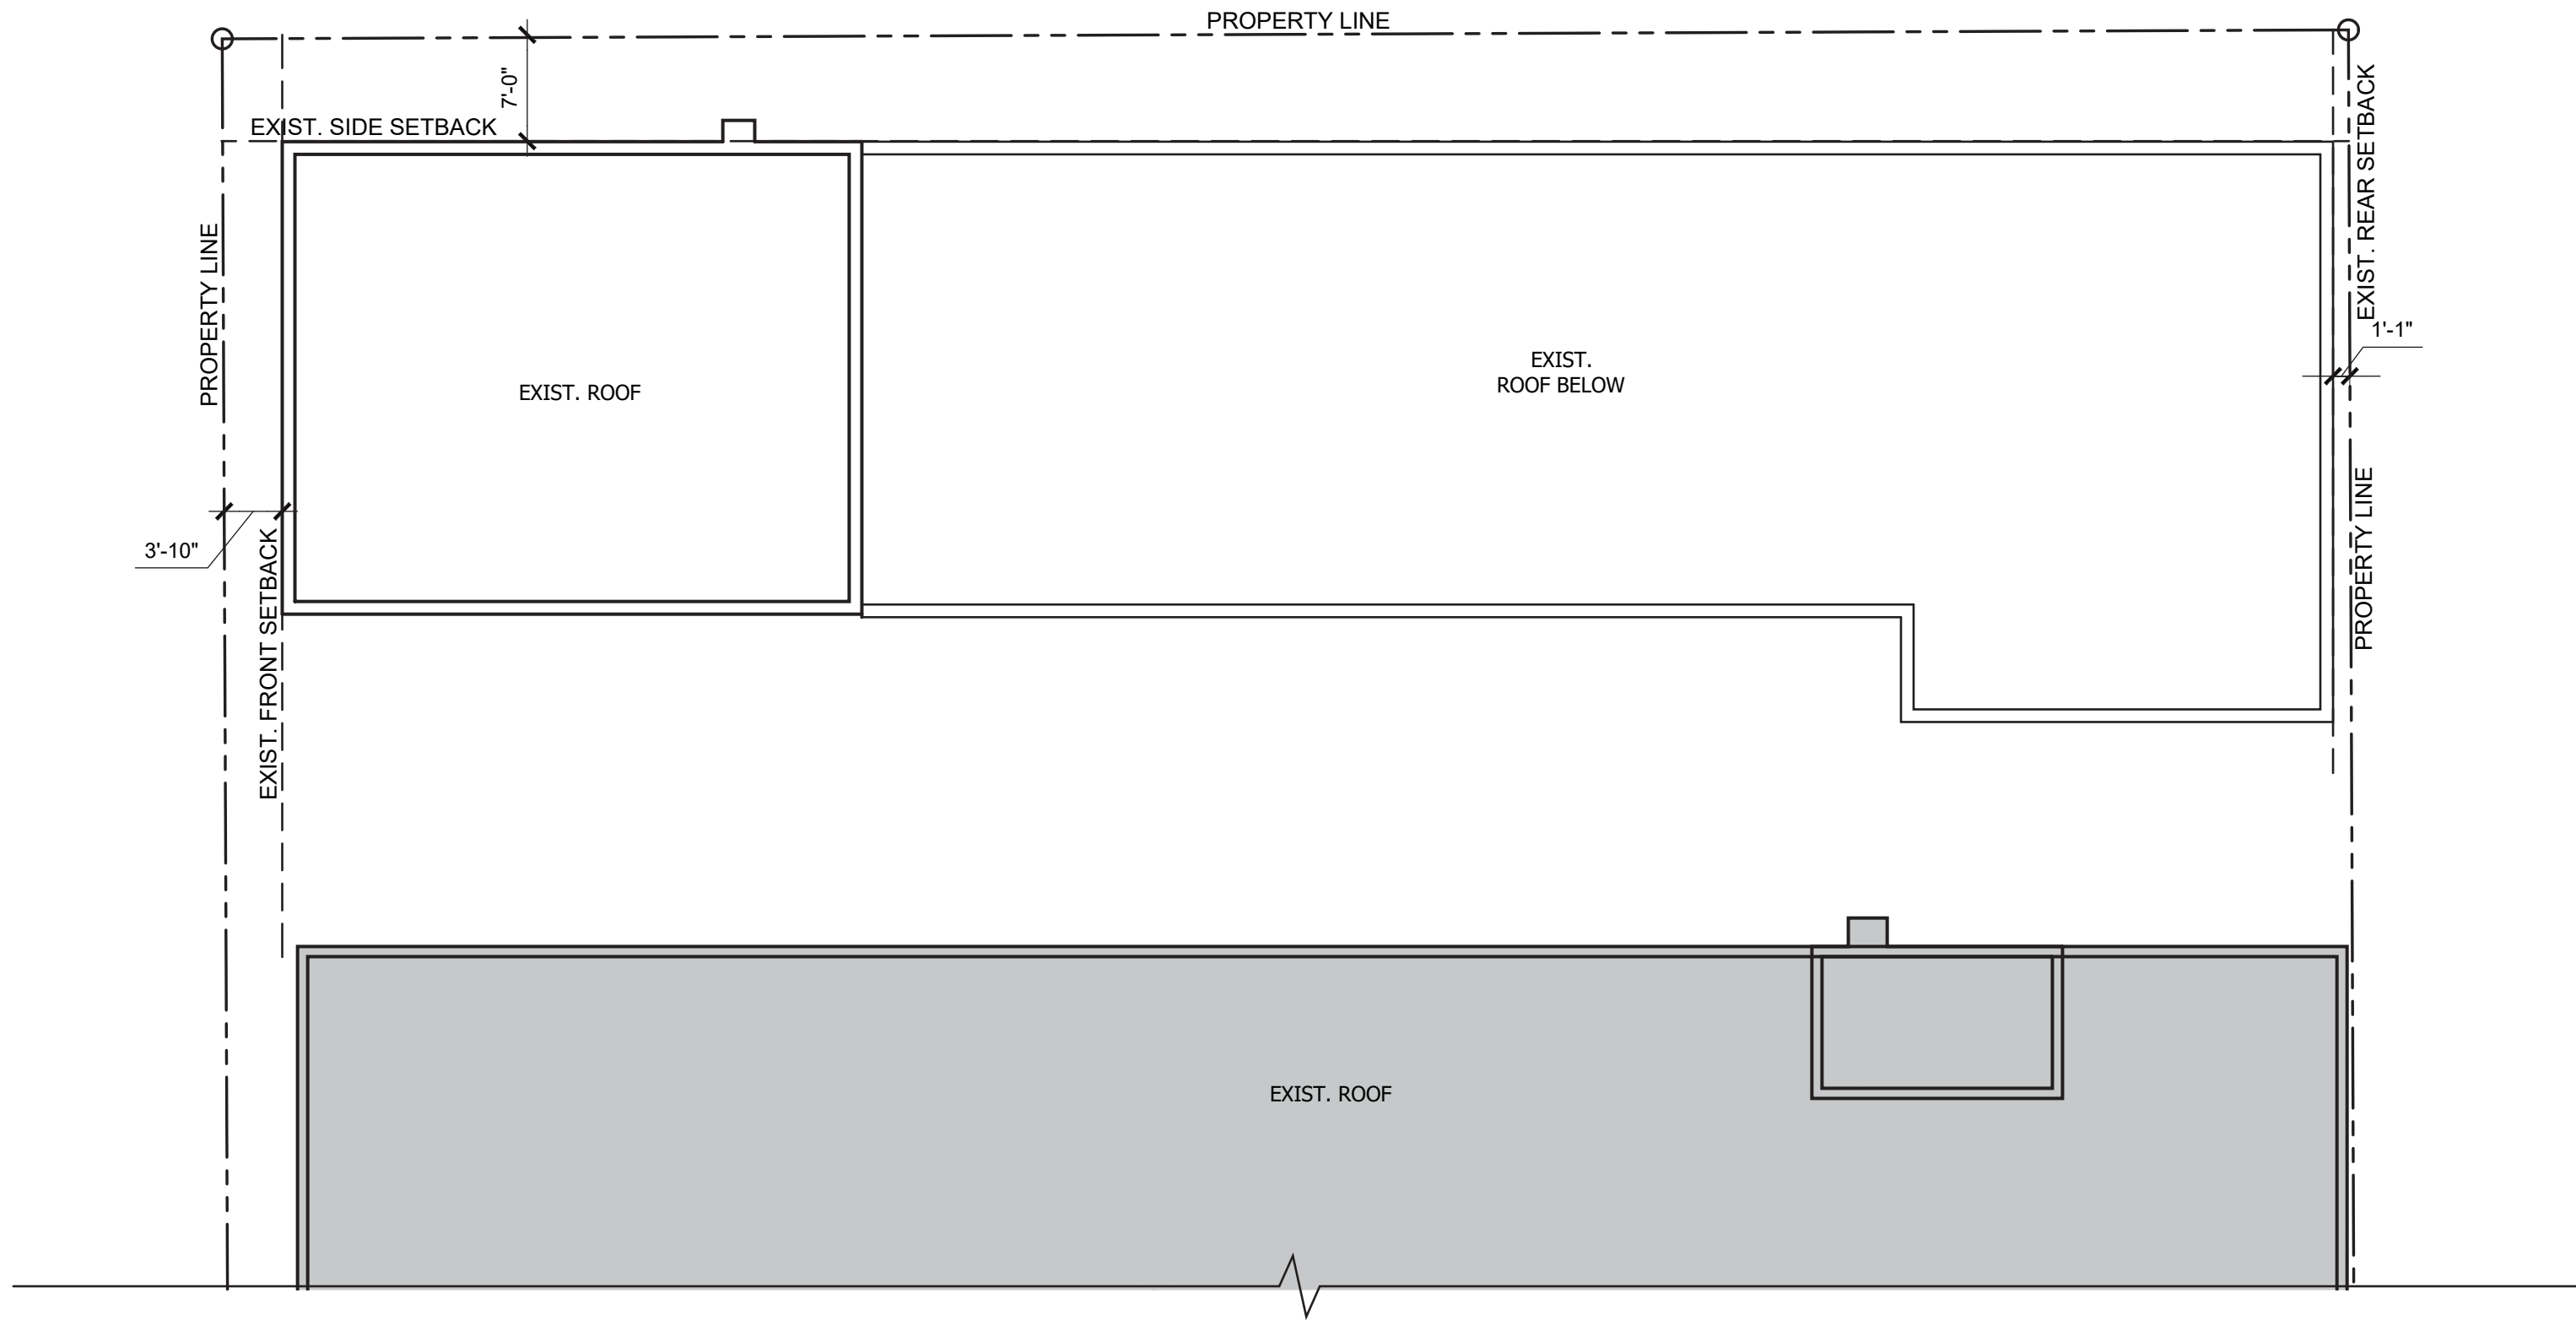 PROPERTY LINE
7'-0"
EXIST. SIDE SETBACK
EXIST. REAR SETBACK
PROPERTY LINE
1'-1"
EXIST.
ROOF BELOW
EXIST. ROOF
PROPERTY LINE
3'-10"
EXIST. FRONT SETBACK
EXIST. ROOF